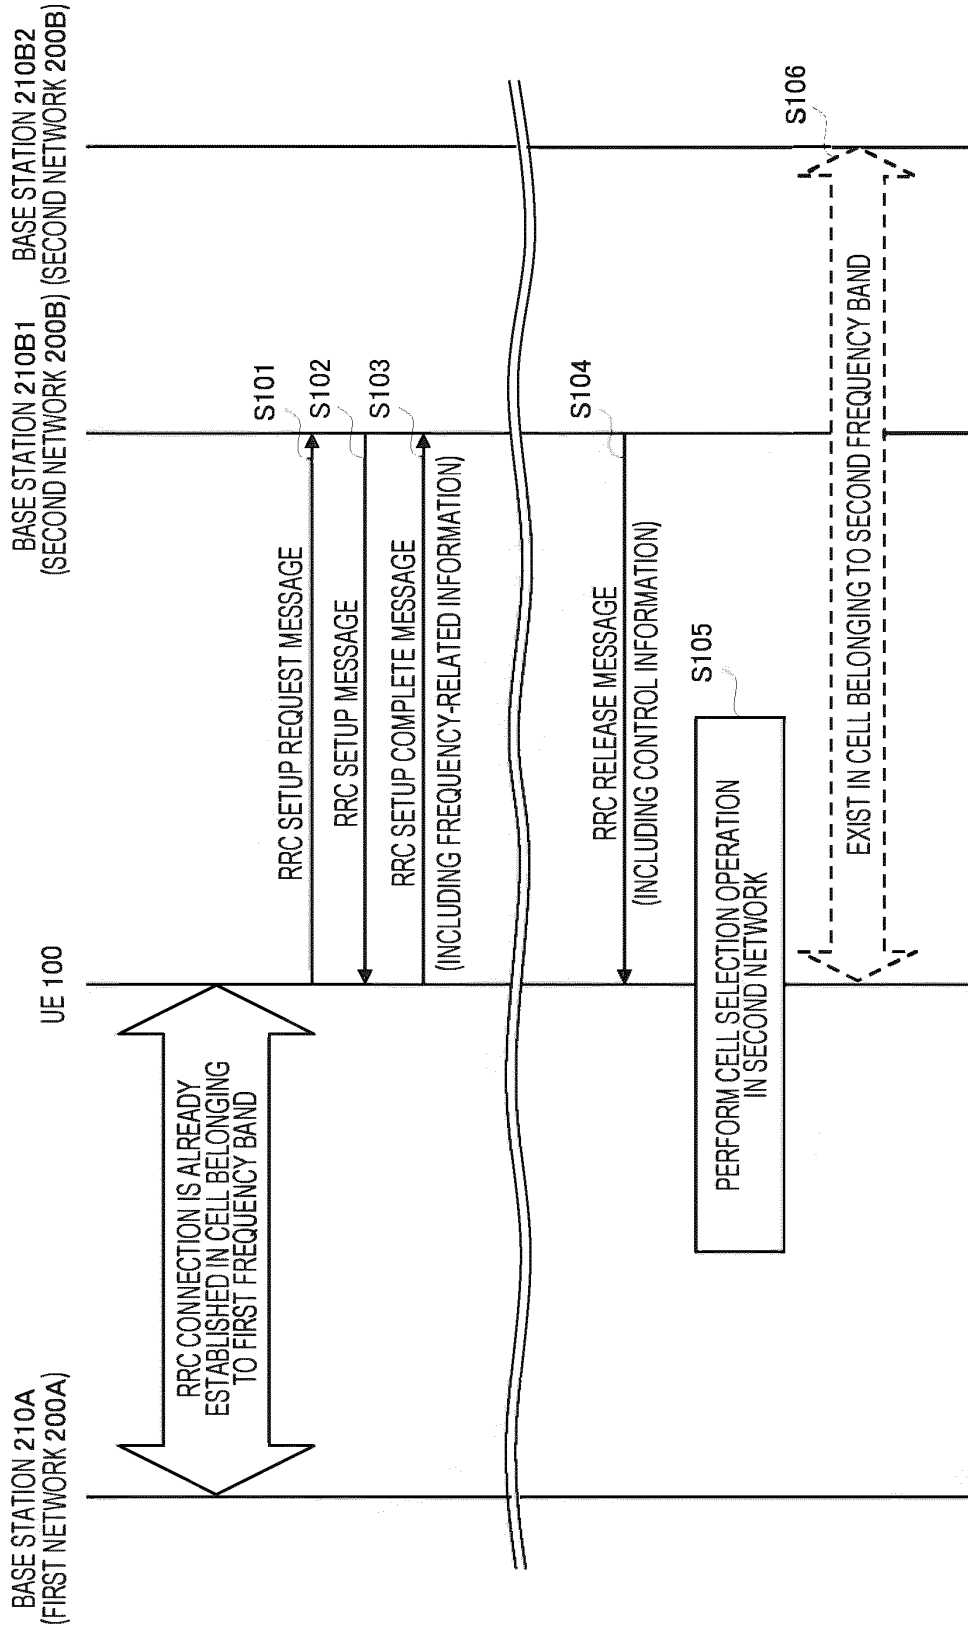 BASE STATION 210A
(FIRST NETWORK 200A)
UE 100
BASE STATION 210B1
(SECOND NETWORK 200B)
BASE STATION 210B2
(SECOND NETWORK 200B)
RRC CONNECTION IS ALREADY
ESTABLISHED IN CELL BELONGING
TO FIRST FREQUENCY BAND
RRC SETUP REQUEST MESSAGE
S101
RRC SETUP MESSAGE
S102
RRC SETUP COMPLETE MESSAGE
(INCLUDING FREQUENCY-RELATED INFORMATION)
S103
RRC RELEASE MESSAGE
(INCLUDING CONTROL INFORMATION)
S104
PERFORM CELL SELECTION OPERATION
IN SECOND NETWORK
S105
EXIST IN CELL BELONGING TO SECOND FREQUENCY BAND
S106